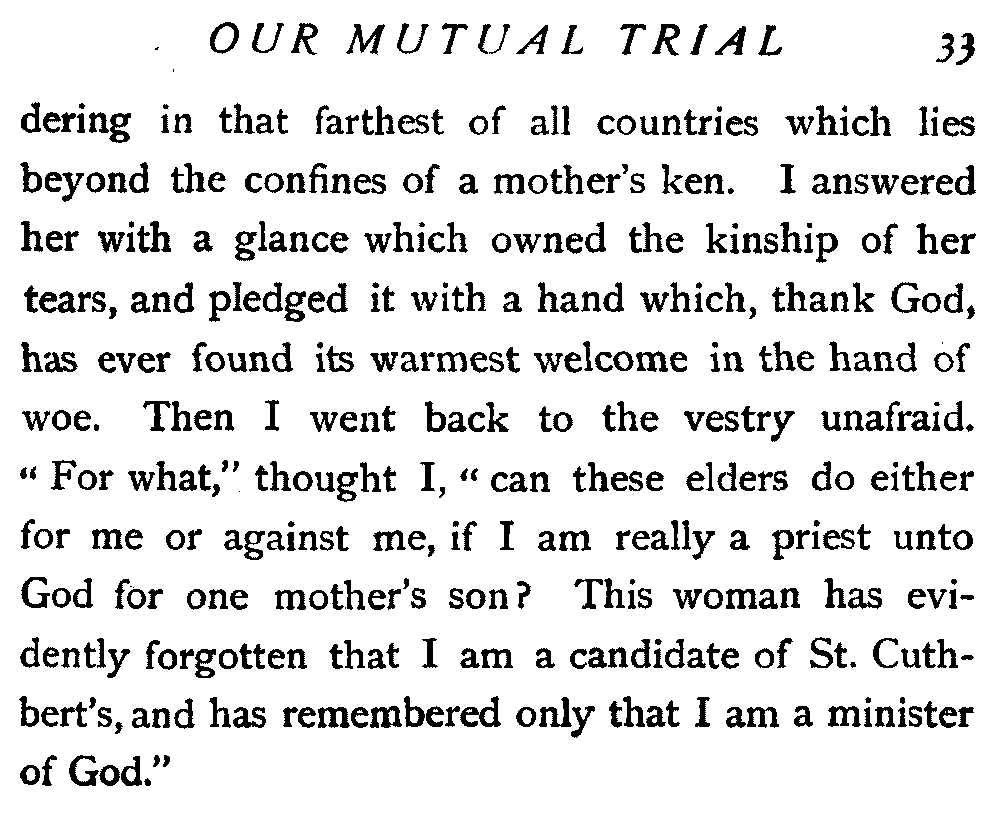 OUR MUTUAL TRIAL 33
dering in that farthest of all countries which lies
beyond the confines of a mother's ken. I answered
her with a glance which owned the kinship of her
tears, and pledged it with a hand which, thank God,
has ever found its warmest welcome in the hand of
woe. Then I went back to the vestry unafraid.
“ For what,” thought I, “ can these elders do either
for me or against me, if I am really a priest unto
God for one mother's son? This woman has evi-
dently forgotten that I am a candidate of St. Cuth-
bert's, and has remembered only that I am a minister
of God.”